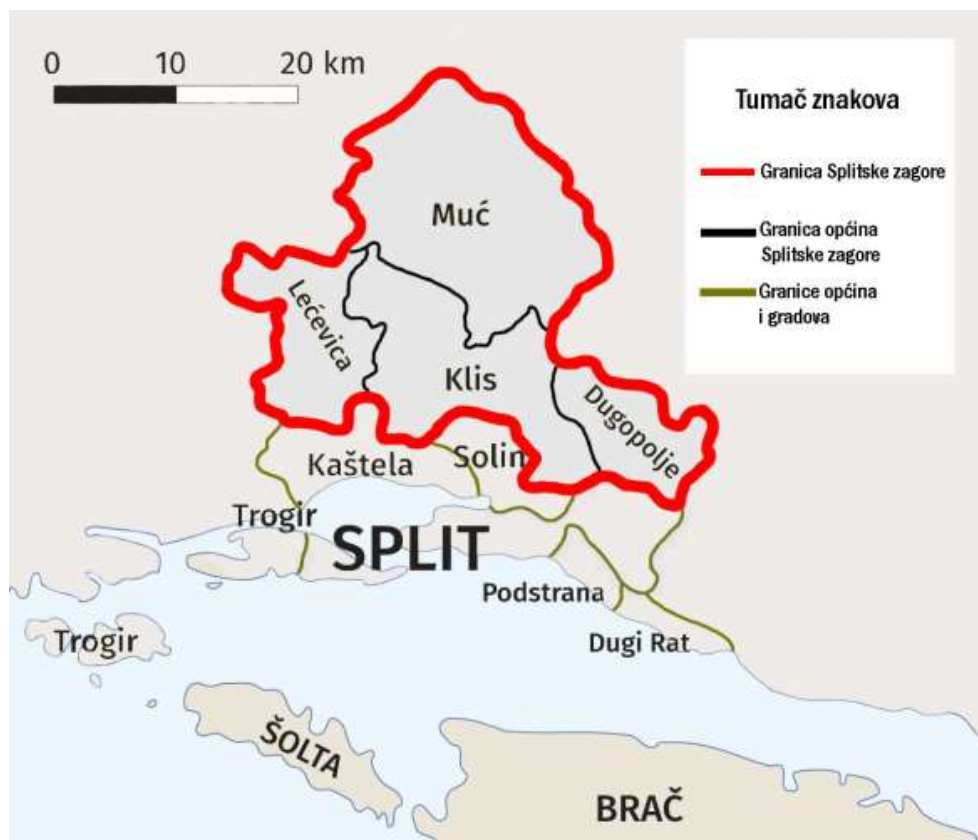 0 10 20 km
Tumač znakova
Granica Splitske zagore
Granica općina
Splitske zagore
Granice općina
i gradova
Muć
Lećevica
Klis
Dugopolje
Kaštela
Solin
Trogir
SPLIT
Podstrana
Dugi Rat
Trogir
ŠOLTA
BRAČ